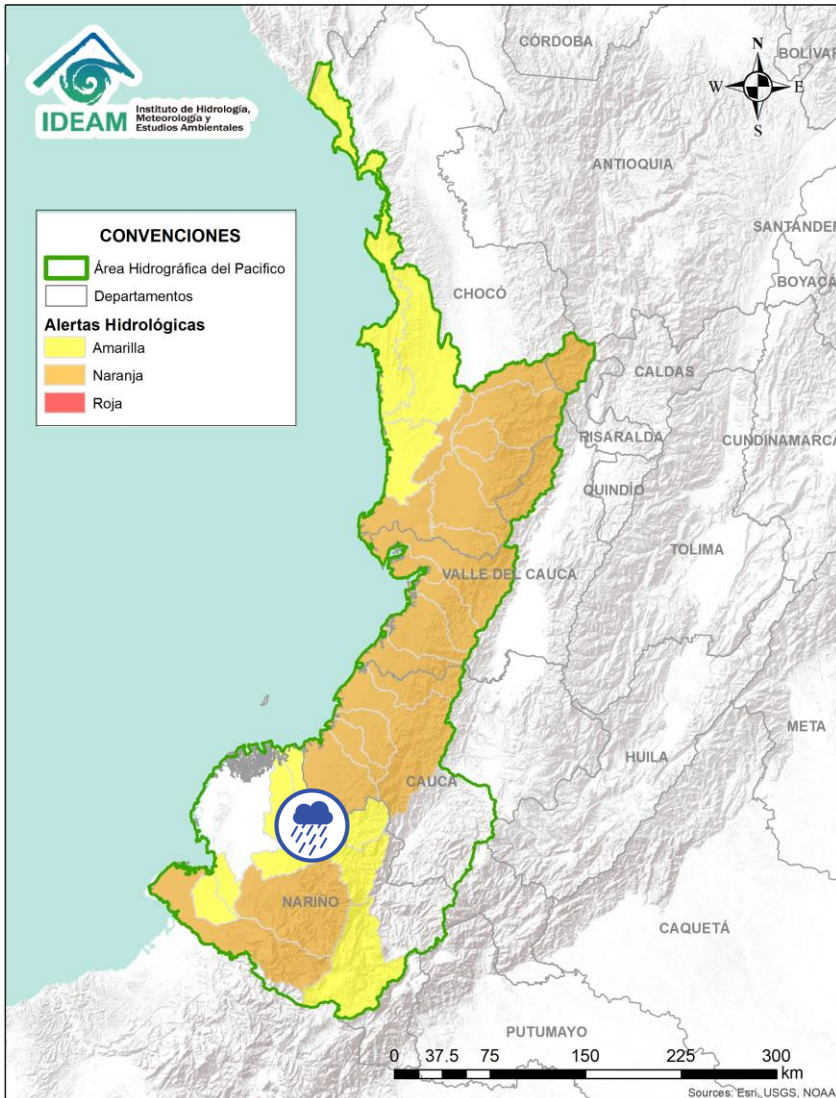 IDEAM
Instituto de Hidrología,
Meteorología y
Estudios Ambientales
N
W
E
S
CONVENCIONES
Área Hidrográfica del Pacifico
Departamentos
Alertas Hidrológicas
Amarilla
Naranja
Roja
CÓRDOBA
BOLÍVAR
ANTIOQUIA
SANTANDER
BOYACÁ
CHOCÓ
CALDAS
RISARALDA
CUNDINAMARCA
QUINDÍO
TOLIMA
VALLE DEL CAUCA
META
HUILA
CAUCA
NARIÑO
CAQUETÁ
PUTUMAYO
0 37.5 75 150 225 300
km
Sources: Esri, USGS, NOAA